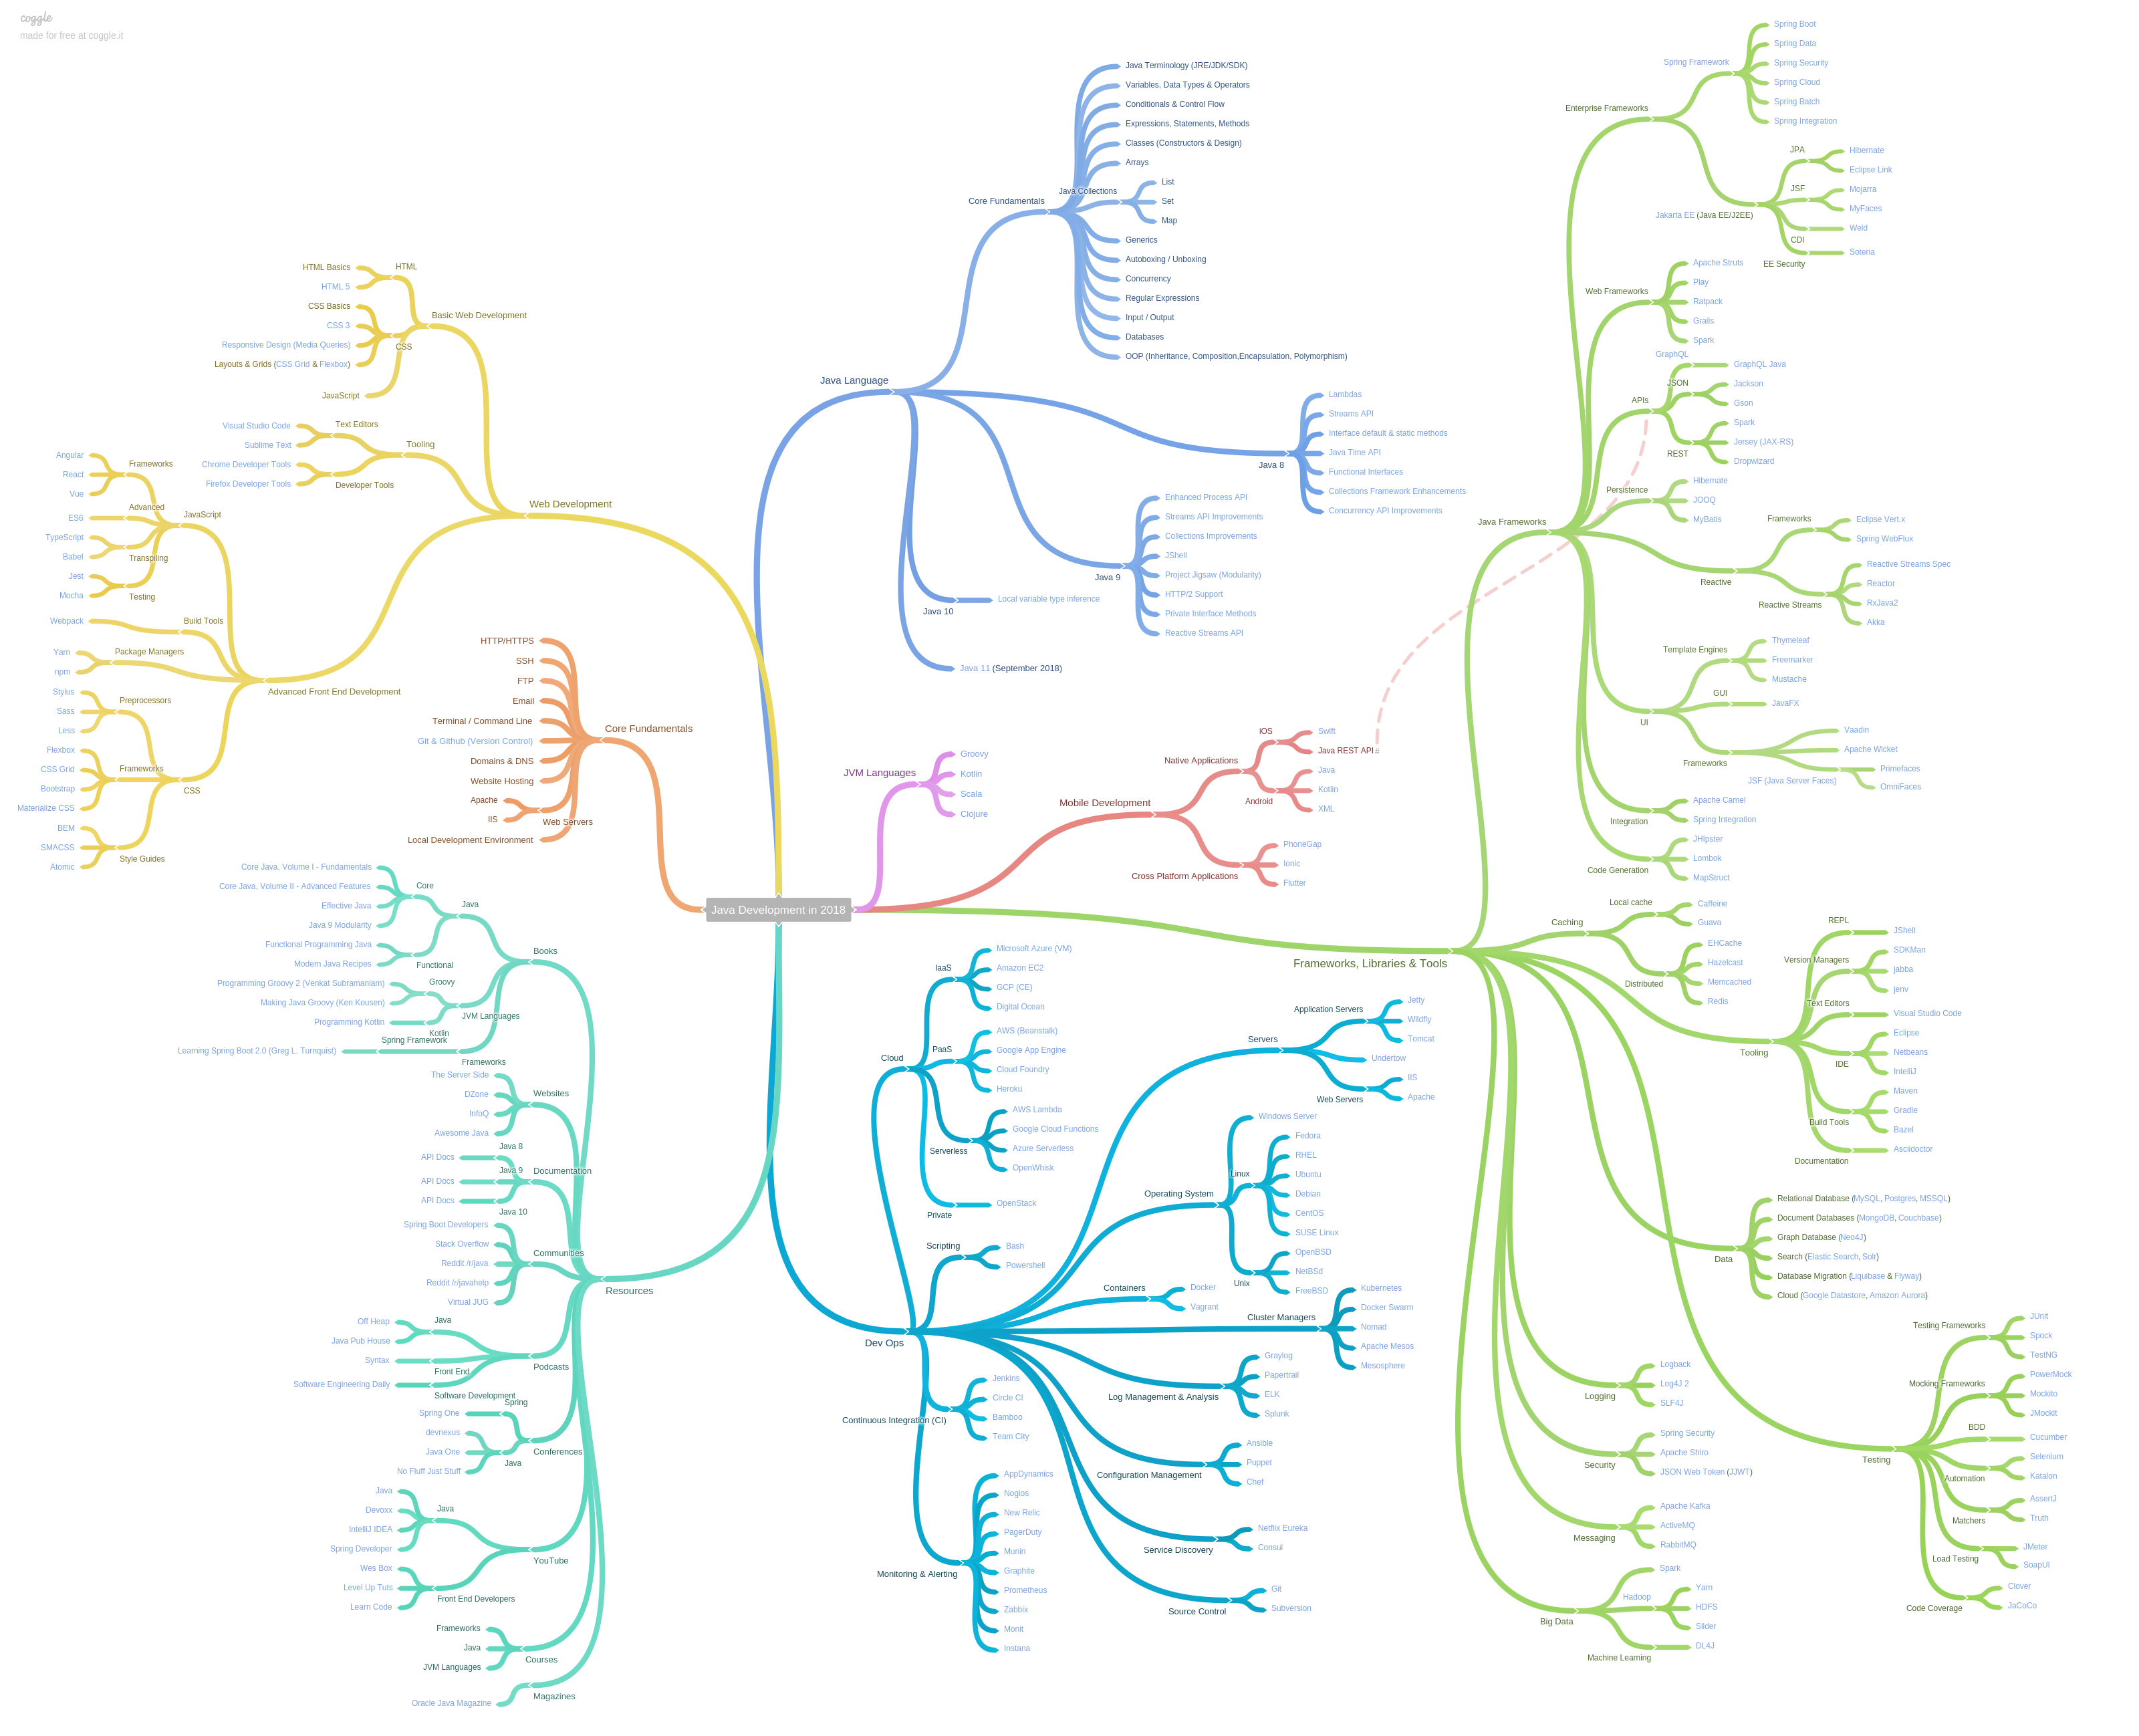 coggle
made for free at coggle.it
Java Development in 2018
Web Development
Basic Web Development
HTML
HTML Basics
HTML 5
CSS
CSS Basics
CSS 3
Responsive Design (Media Queries)
Layouts & Grids (CSS Grid & Flexbox)
JavaScript
Tooling
Text Editors
Visual Studio Code
Sublime Text
Developer Tools
Chrome Developer Tools
Firefox Developer Tools
Advanced Front End Development
JavaScript
Frameworks
Angular
React
Vue
Advanced
ES6
Transpiling
TypeScript
Babel
Testing
Jest
Mocha
Build Tools
Webpack
Package Managers
Yarn
npm
CSS
Preprocessors
Stylus
Sass
Less
Frameworks
Flexbox
CSS Grid
Bootstrap
Materialize CSS
Style Guides
BEM
SMACSS
Atomic
Core Fundamentals
HTTP/HTTPS
SSH
FTP
Email
Terminal / Command Line
Git & Github (Version Control)
Domains & DNS
Website Hosting
Web Servers
Apache
IIS
Local Development Environment
Resources
Books
Java
Core
Core Java, Volume I - Fundamentals
Core Java, Volume II - Advanced Features
Effective Java
Java 9 Modularity
Functional
Functional Programming Java
Modern Java Recipes
JVM Languages
Groovy
Programming Groovy 2 (Venkat Subramaniam)
Making Java Groovy (Ken Kousen)
Kotlin
Programming Kotlin
Frameworks
Spring Framework
Learning Spring Boot 2.0 (Greg L. Turnquist)
Websites
The Server Side
DZone
InfoQ
Awesome Java
Documentation
Java 8
API Docs
Java 9
API Docs
Java 10
API Docs
Communities
Spring Boot Developers
Stack Overflow
Reddit /r/java
Reddit /r/javahelp
Virtual JUG
Podcasts
Java
Off Heap
Java Pub House
Front End
Syntax
Software Development
Software Engineering Daily
Conferences
Spring
Spring One
Java
devnexus
Java One
No Fluff Just Stuff
YouTube
Java
Java
Devoxx
IntelliJ IDEA
Spring Developer
Front End Developers
Wes Box
Level Up Tuts
Learn Code
Courses
Frameworks
Java
JVM Languages
Magazines
Oracle Java Magazine
Java Language
Core Fundamentals
Java Terminology (JRE/JDK/SDK)
Variables, Data Types & Operators
Conditionals & Control Flow
Expressions, Statements, Methods
Classes (Constructors & Design)
Arrays
Java Collections
List
Set
Map
Generics
Autoboxing / Unboxing
Concurrency
Regular Expressions
Input / Output
Databases
OOP (Inheritance, Composition,Encapsulation, Polymorphism)
Java 8
Lambdas
Streams API
Interface default & static methods
Java Time API
Functional Interfaces
Collections Framework Enhancements
Concurrency API Improvements
Java 9
Enhanced Process API
Streams API Improvements
Collections Improvements
JShell
Project Jigsaw (Modularity)
HTTP/2 Support
Private Interface Methods
Reactive Streams API
Java 10
Local variable type inference
Java 11 (September 2018)
JVM Languages
Groovy
Kotlin
Scala
Clojure
Mobile Development
Native Applications
iOS
Swift
Java REST API
Android
Java
Kotlin
XML
Cross Platform Applications
PhoneGap
Ionic
Flutter
Frameworks, Libraries & Tools
Java Frameworks
Enterprise Frameworks
Spring Framework
Spring Boot
Spring Data
Spring Security
Spring Cloud
Spring Batch
Spring Integration
Jakarta EE (Java EE/J2EE)
JPA
Hibernate
Eclipse Link
JSF
Mojarra
MyFaces
CDI
Weld
EE Security
Soteria
Web Frameworks
Apache Struts
Play
Ratpack
Grails
Spark
APIs
GraphQL
GraphQL Java
JSON
Jackson
Gson
REST
Spark
Jersey (JAX-RS)
Dropwizard
Persistence
Hibernate
JOOQ
MyBatis
Reactive
Frameworks
Eclipse Vert.x
Spring WebFlux
Reactive Streams
Reactive Streams Spec
Reactor
RxJava2
Akka
UI
Template Engines
Thymeleaf
Freemarker
Mustache
GUI
JavaFX
Frameworks
Vaadin
Apache Wicket
JSF (Java Server Faces)
Primefaces
OmniFaces
Integration
Apache Camel
Spring Integration
Code Generation
JHipster
Lombok
MapStruct
Caching
Local cache
Caffeine
Guava
Distributed
EHCache
Hazelcast
Memcached
Redis
Tooling
REPL
JShell
Version Managers
SDKMan
jabba
jenv
Text Editors
Visual Studio Code
IDE
Eclipse
Netbeans
IntelliJ
Build Tools
Maven
Gradle
Bazel
Documentation
Asciidoctor
Data
Relational Database (MySQL, Postgres, MSSQL)
Document Databases (MongoDB, Couchbase)
Graph Database (Neo4J)
Search (Elastic Search, Solr)
Database Migration (Liquibase & Flyway)
Cloud (Google Datastore, Amazon Aurora)
Testing
Testing Frameworks
JUnit
Spock
TestNG
Mocking Frameworks
PowerMock
Mockito
JMockit
BDD
Cucumber
Automation
Selenium
Katalon
Matchers
AssertJ
Truth
Load Testing
JMeter
SoapUI
Code Coverage
Clover
JaCoCo
Logging
Logback
Log4J 2
SLF4J
Security
Spring Security
Apache Shiro
JSON Web Token (JJWT)
Messaging
Apache Kafka
ActiveMQ
RabbitMQ
Big Data
Spark
Hadoop
Yarn
HDFS
Slider
Machine Learning
DL4J
Dev Ops
Cloud
IaaS
Microsoft Azure (VM)
Amazon EC2
GCP (CE)
Digital Ocean
PaaS
AWS (Beanstalk)
Google App Engine
Cloud Foundry
Heroku
Serverless
AWS Lambda
Google Cloud Functions
Azure Serverless
OpenWhisk
Private
OpenStack
Scripting
Bash
Powershell
Servers
Application Servers
Jetty
Wildfly
Tomcat
Undertow
Web Servers
IIS
Apache
Operating System
Windows Server
Linux
Fedora
RHEL
Ubuntu
Debian
CentOS
SUSE Linux
Unix
OpenBSD
NetBSd
FreeBSD
Containers
Docker
Vagrant
Cluster Managers
Kubernetes
Docker Swarm
Nomad
Apache Mesos
Mesosphere
Log Management & Analysis
Graylog
Papertrail
ELK
Splunk
Continuous Integration (CI)
Jenkins
Circle CI
Bamboo
Team City
Configuration Management
Ansible
Puppet
Chef
Service Discovery
Netflix Eureka
Consul
Source Control
Git
Subversion
Monitoring & Alerting
AppDynamics
Nogios
New Relic
PagerDuty
Munin
Graphite
Prometheus
Zabbix
Monit
Instana